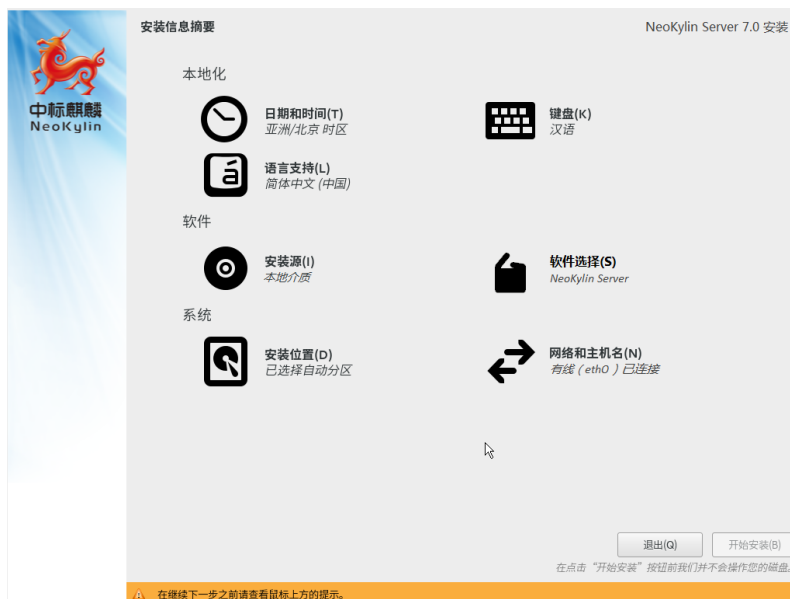 中标麒麟
NeoKylin
安装信息摘要
NeoKylin Server 7.0 安装
本地化
日期和时间(T)
亚洲/北京 时区
键盘(K)
汉语
语言支持(L)
简体中文 (中国)
软件
安装源(I)
本地介质
软件选择(S)
NeoKylin Server
系统
安装位置(D)
已选择自动分区
网络和主机名(N)
有线（eth0）已连接
退出(Q)
开始安装(B)
在点击“开始安装”按钮前我们并不会操作您的磁盘。
在继续下一步之前请查看鼠标上方的提示。